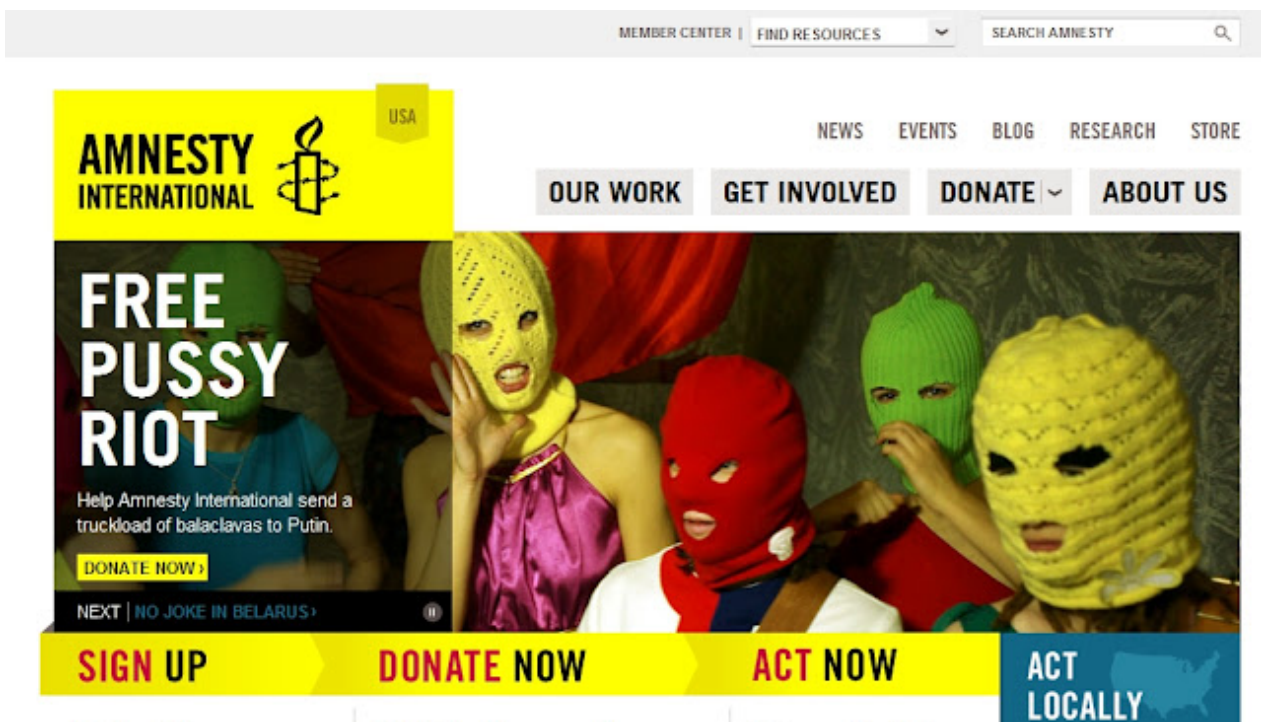 MEMBER CENTER |
FIND RESOURCES
SEARCH AMNESTY
USA
AMNESTY
INTERNATIONAL
NEWS EVENTS BLOG RESEARCH STORE
OUR WORK GET INVOLVED DONATE ABOUT US
FREE
PUSSY
RIOT
Help Amnesty International send a
truckload of balaclavas to Putin.
DONATE NOW ›
NEXT | NO JOKE IN BELARUS ›
SIGN UP
DONATE NOW
ACT NOW
ACT
LOCALLY